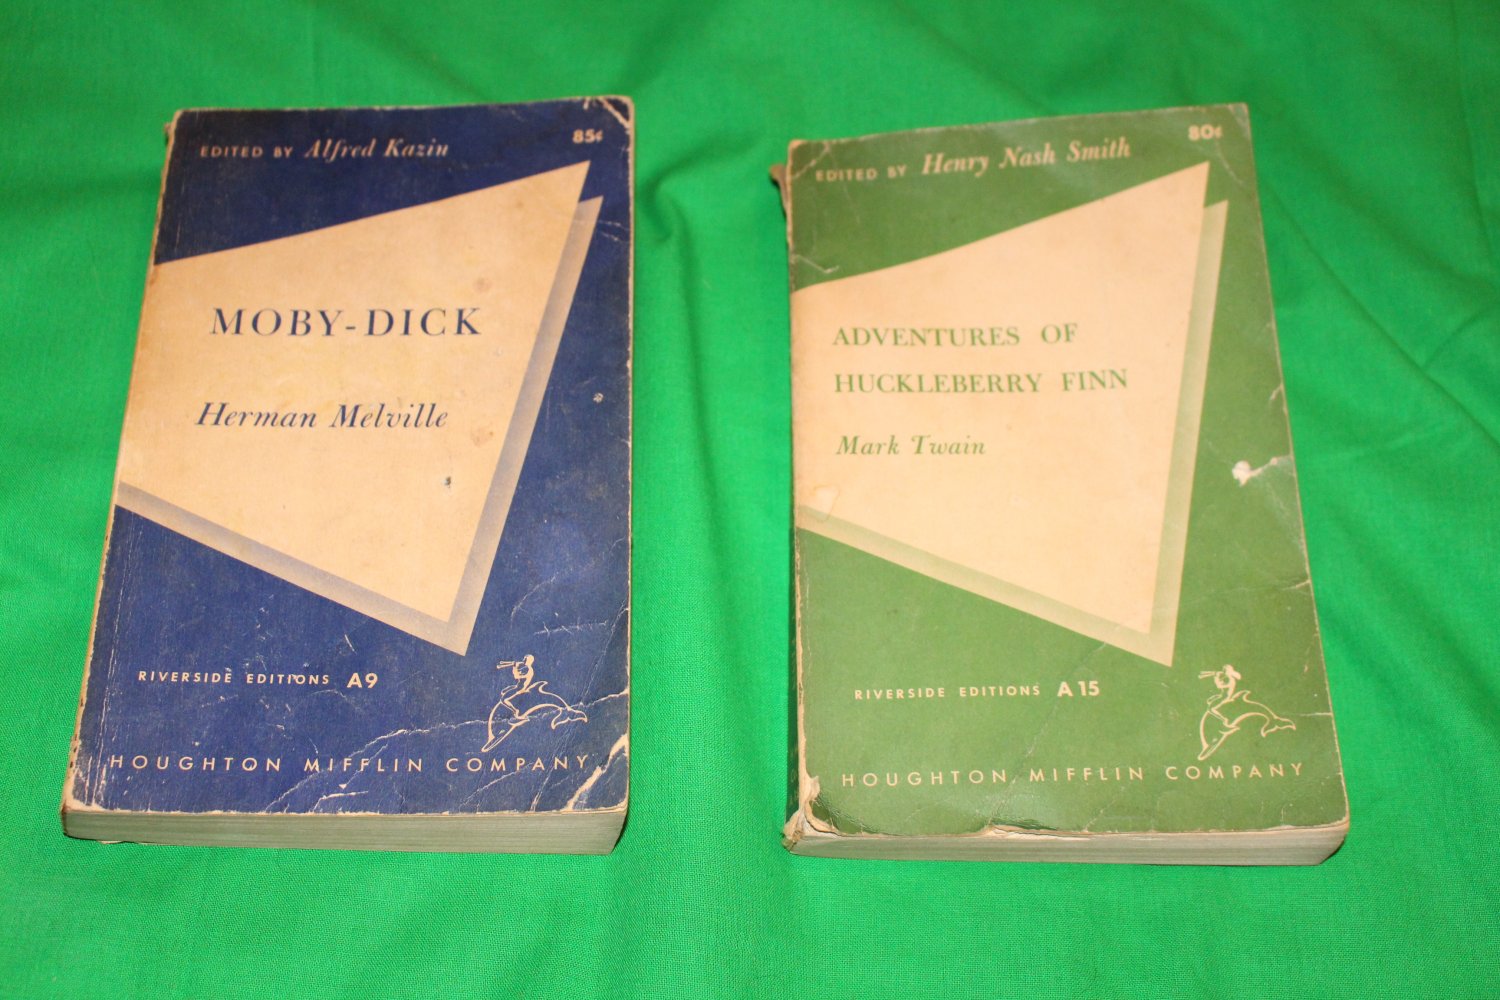 EDITED BY Alfred Kazin 85¢
MOBY-DICK
Herman Melville
RIVERSIDE EDITIONS A9
HOUGHTON MIFFLIN COMPANY
EDITED BY Henry Nash Smith 80¢
ADVENTURES OF
HUCKLEBERRY FINN
Mark Twain
RIVERSIDE EDITIONS A15
HOUGHTON MIFFLIN COMPANY